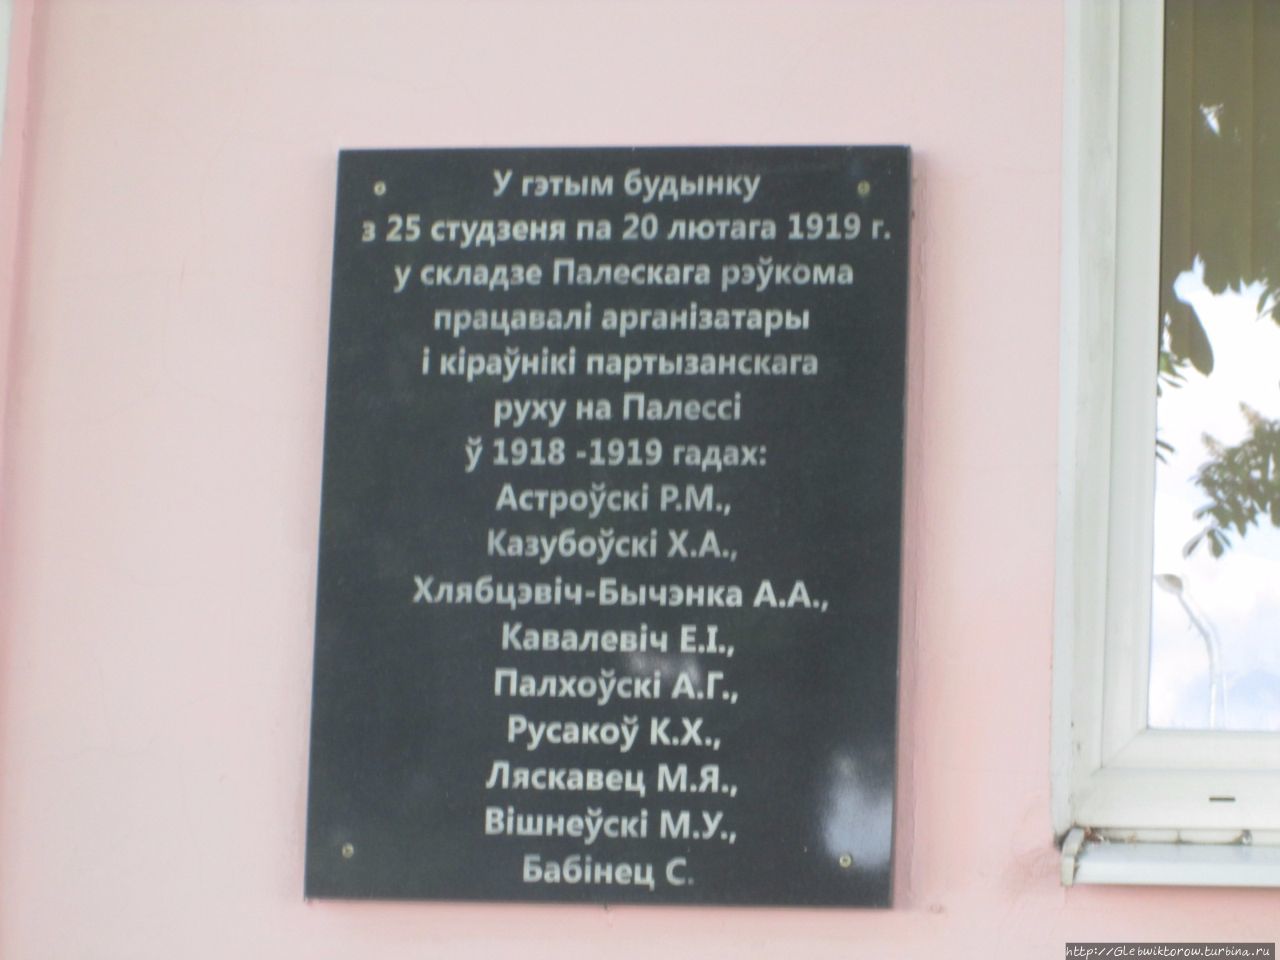 У гэтым будынку
з 25 студзеня па 20 лютага 1919 г.
у складзе Палескага рэўкома
працавалі арганізатары
і кіраўнікі партызанскага
руху на Палессі
ў 1918 -1919 гадах:
Астроўскі Р.М.,
Казубоўскі Х.А.,
Хлябцэвіч-Бычэнка А.А.,
Кавалевіч Е.І.,
Палхоўскі А.Г.,
Русакоў К.Х.,
Ляскавец М.Я.,
Вішнеўскі М.У.,
Бабінец С.
http://Glebwiktorow.turbina.ru